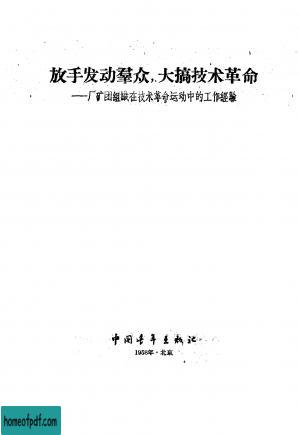 放手发动羣众，大搞技术革命
——厂矿团组織在技术革命运动中的工作經驗
中国青年出版社
1958年·北京
homeofpdf.com